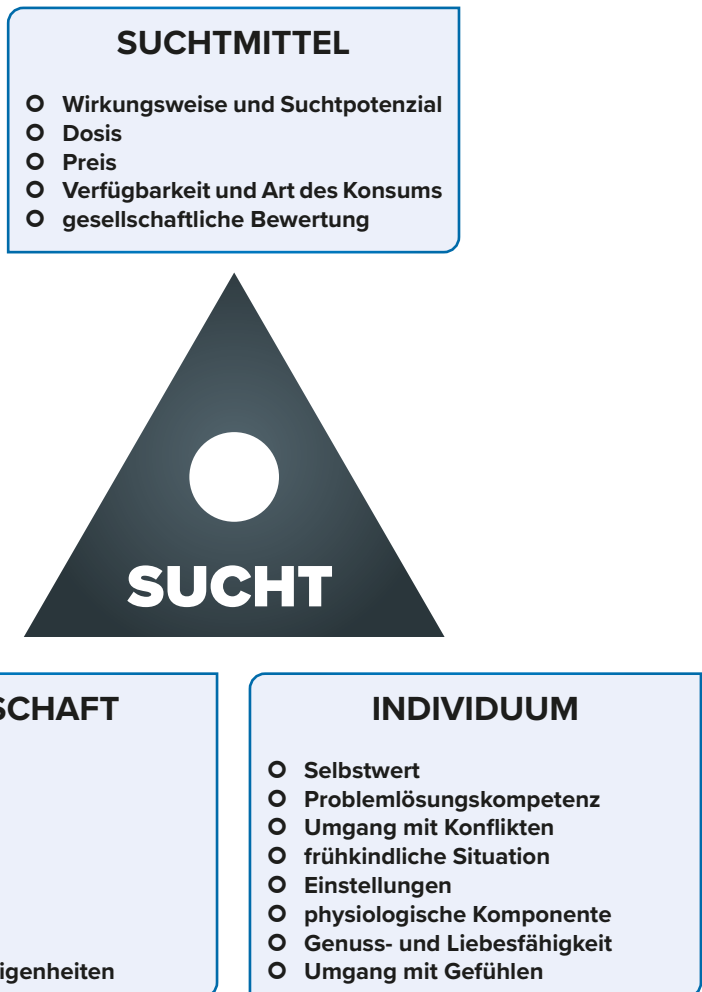 SUCHTMITTEL
Wirkungsweise und Suchtpotenzial
Dosis
Preis
Verfügbarkeit und Art des Konsums
gesellschaftliche Bewertung
SUCHT
SCHAFT
igenheiten
INDIVIDUUM
Selbstwert
Problemlösungskompetenz
Umgang mit Konflikten
frühkindliche Situation
Einstellungen
physiologische Komponente
Genuss- und Liebesfähigkeit
Umgang mit Gefühlen